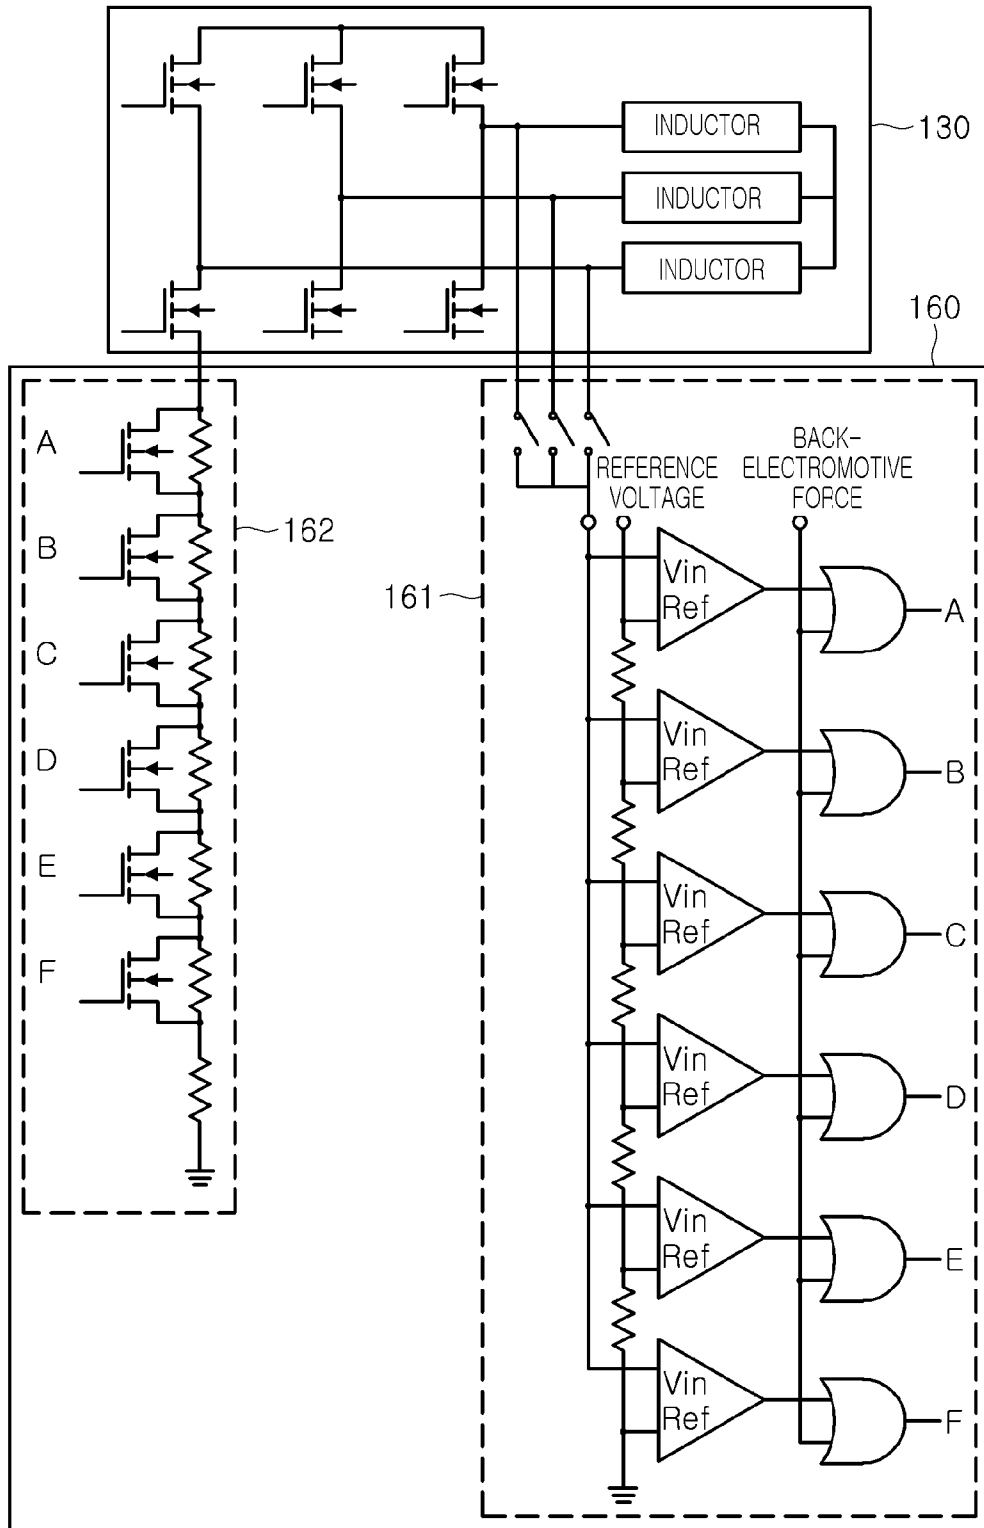 INDUCTOR
130
INDUCTOR
INDUCTOR
160
A
B
C
D
E
F
162
161
REFERENCE
VOLTAGE
BACK-
ELECTROMOTIVE
FORCE
Vin
Ref
A
Vin
Ref
B
Vin
Ref
C
Vin
Ref
D
Vin
Ref
E
Vin
Ref
F